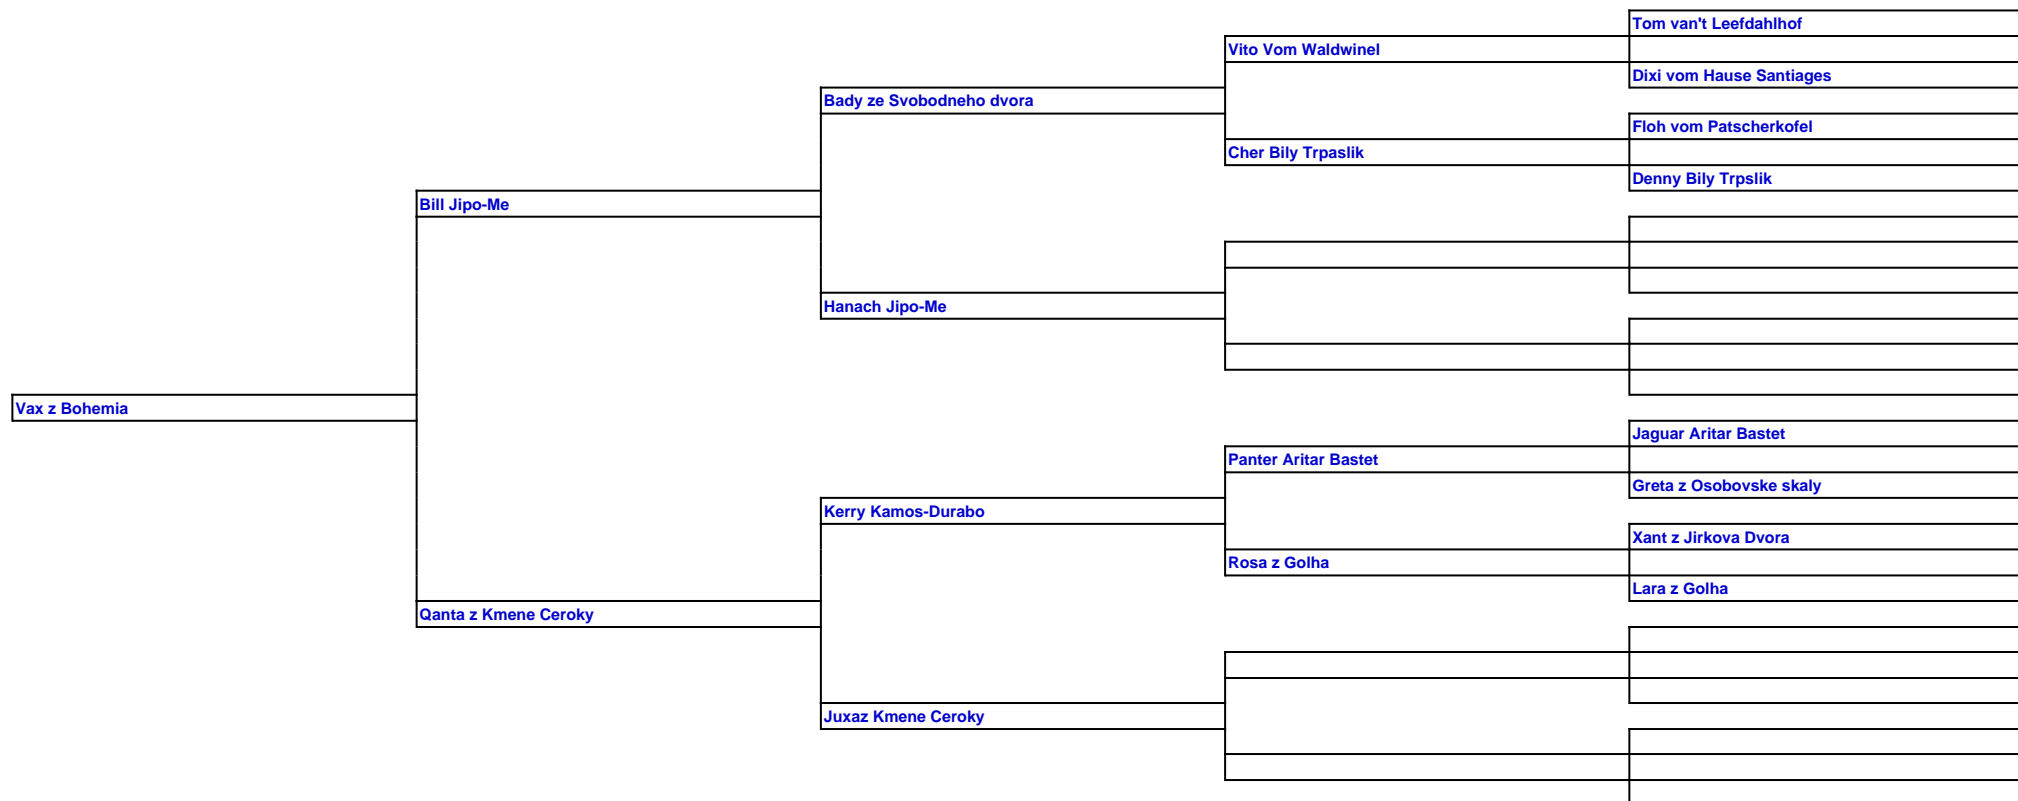 Tom van't Leefdahlhof
Vito Vom Waldwinel
Dixi vom Hause Santiages
Bady ze Svobodneho dvora
Floh vom Patscherkofel
Cher Bily Trpaslik
Denny Bily Trpslik
Bill Jipo-Me
Hanach Jipo-Me
Vax z Bohemia
Jaguar Aritar Bastet
Panter Aritar Bastet
Greta z Osobovske skaly
Kerry Kamos-Durabo
Xant z Jirkova Dvora
Rosa z Golha
Lara z Golha
Qanta z Kmene Ceroky
Juxaz Kmene Ceroky